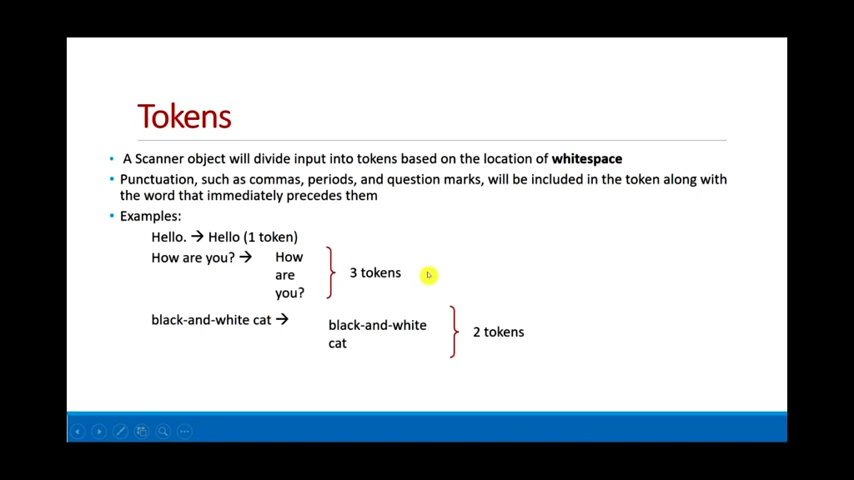 Tokens
• A Scanner object will divide input into tokens based on the location of whitespace
• Punctuation, such as commas, periods, and question marks, will be included in the token along with
the word that immediately precedes them
• Examples:
Hello. → Hello (1 token)
How are you? → How
are
you?
3 tokens
black-and-white cat →
black-and-white
cat
2 tokens